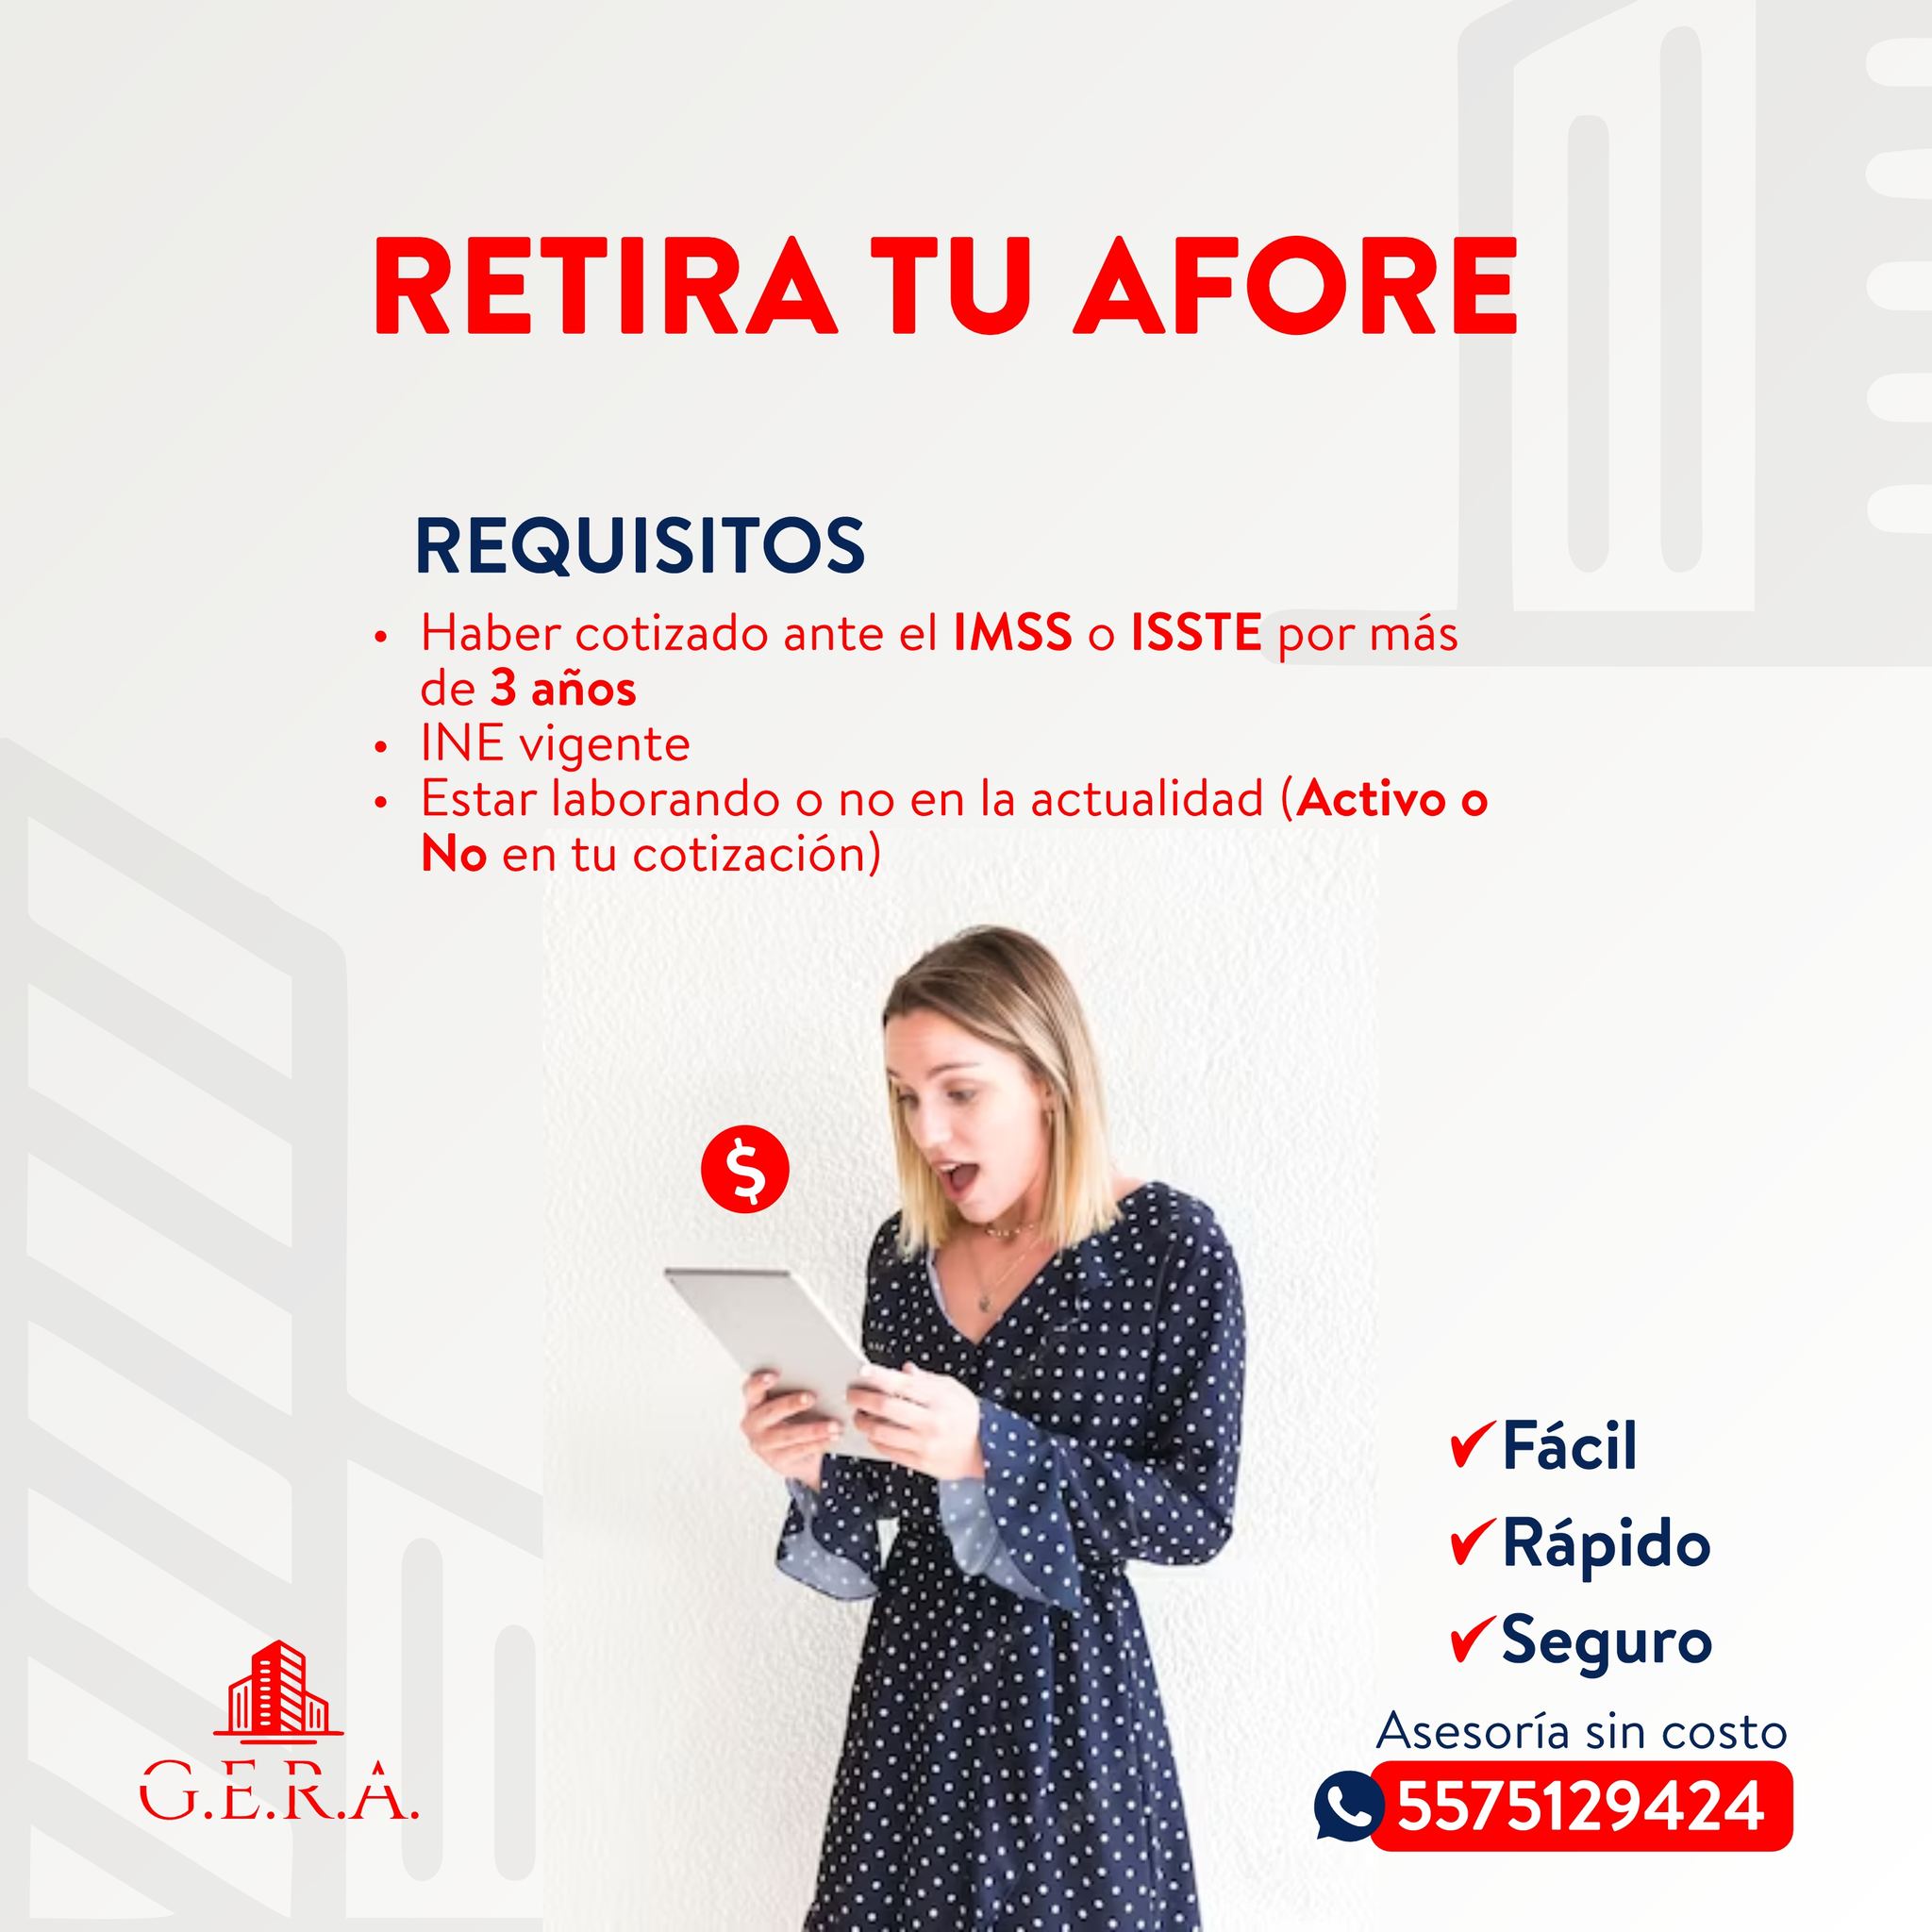 RETIRA TU AFORE
REQUISITOS
• Haber cotizado ante el IMSS o ISSTE por más
de 3 años
• INE vigente
• Estar laborando o no en la actualidad (Activo o
No en tu cotización)
$
✔Fácil
✔Rápido
✔Seguro
Asesoría sin costo
5575129424
G.E.R.A.